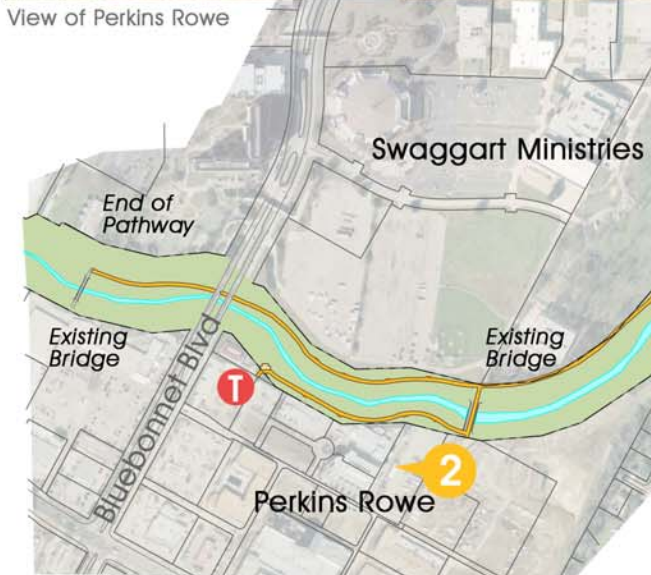 View of Perkins Rowe
Swaggart Ministries
End of
Pathway
Existing
Bridge
Bluebonnet Blvd
Existing
Bridge
T
2
Perkins Rowe